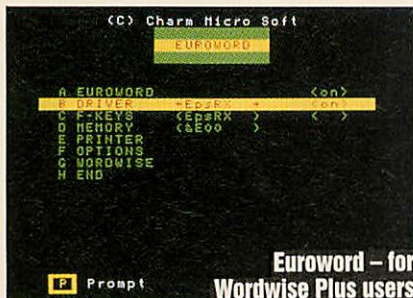 (C) Charm Micro Soft
EUROWORD
A EUROWORD <on>
B DRIVER +EpsRX + <on>
C F-KEYS <EpsRX > < >
D MEMORY <&E00 >
E PRINTER
F OPTIONS
G WORDWISE
H END
P Prompt
Euroword – for
Wordwise Plus users